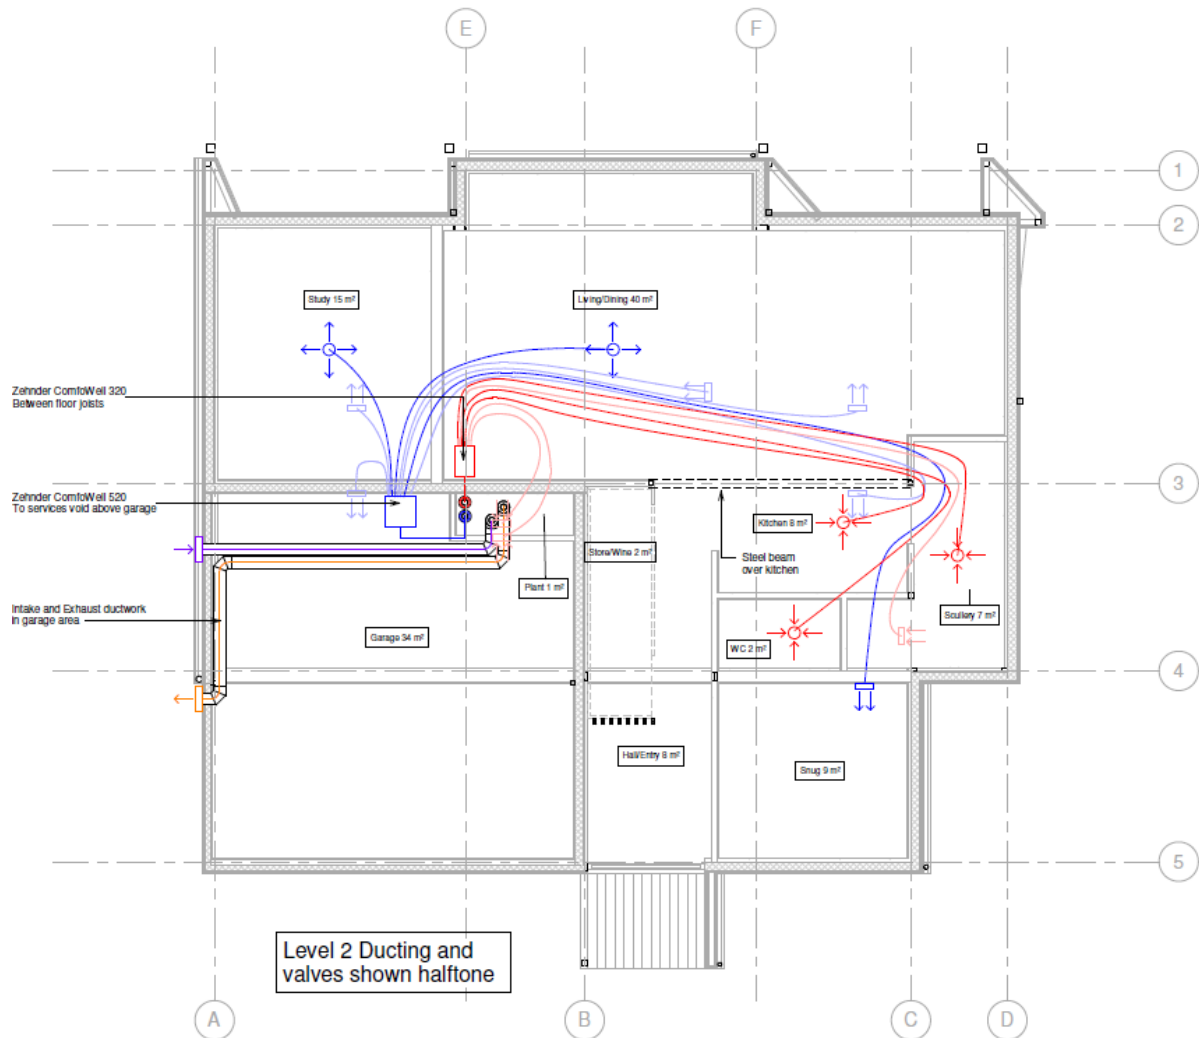 E
F
1
2
Study 15 m²
Living/Dining 40 m²
Zehnder ComfoWell 320
Between floor joists
3
Zehnder ComfoWell 520
To services void above garage
Kitchen 8 m²
Store/Wine 2 m²
Steel beam
over kitchen
Plant 1 m²
Intake and Exhaust ductwork
in garage area
Scullery 7 m²
Garage 34 m²
WC 2 m²
4
Hall/Entry 8 m²
Snug 9 m²
5
Level 2 Ducting and
valves shown halftone
A
B
C
D